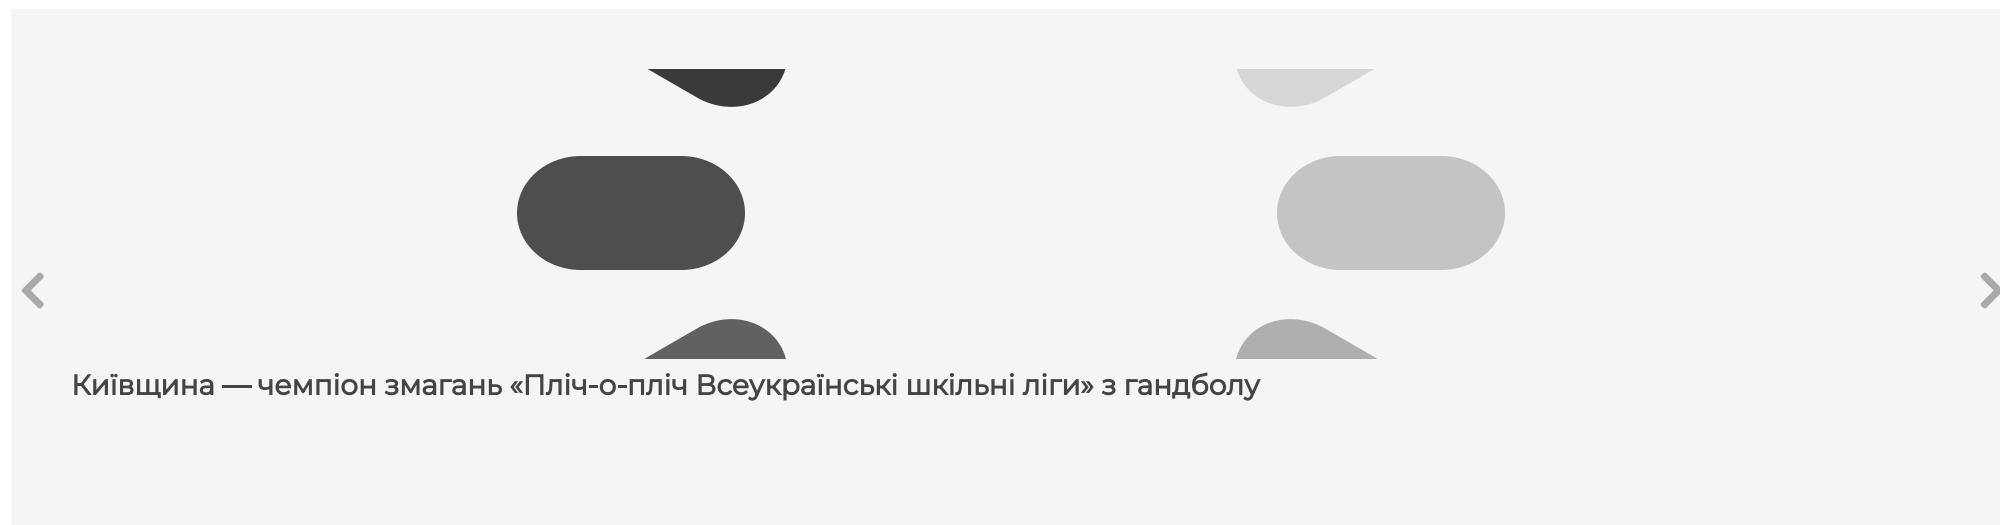 Київщина — чемпіон змагань «Пліч-о-пліч Всеукраїнські шкільні ліги» з гандболу